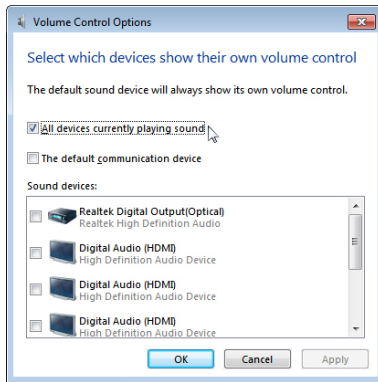 Volume Control Options
Select which devices show their own volume control
The default sound device will always show its own volume control.
All devices currently playing sound
The default communication device
Sound devices:
Realtek Digital Output(Optical)
Realtek High Definition Audio
Digital Audio (HDMI)
High Definition Audio Device
Digital Audio (HDMI)
High Definition Audio Device
Digital Audio (HDMI)
High Definition Audio Device
OK Cancel Apply